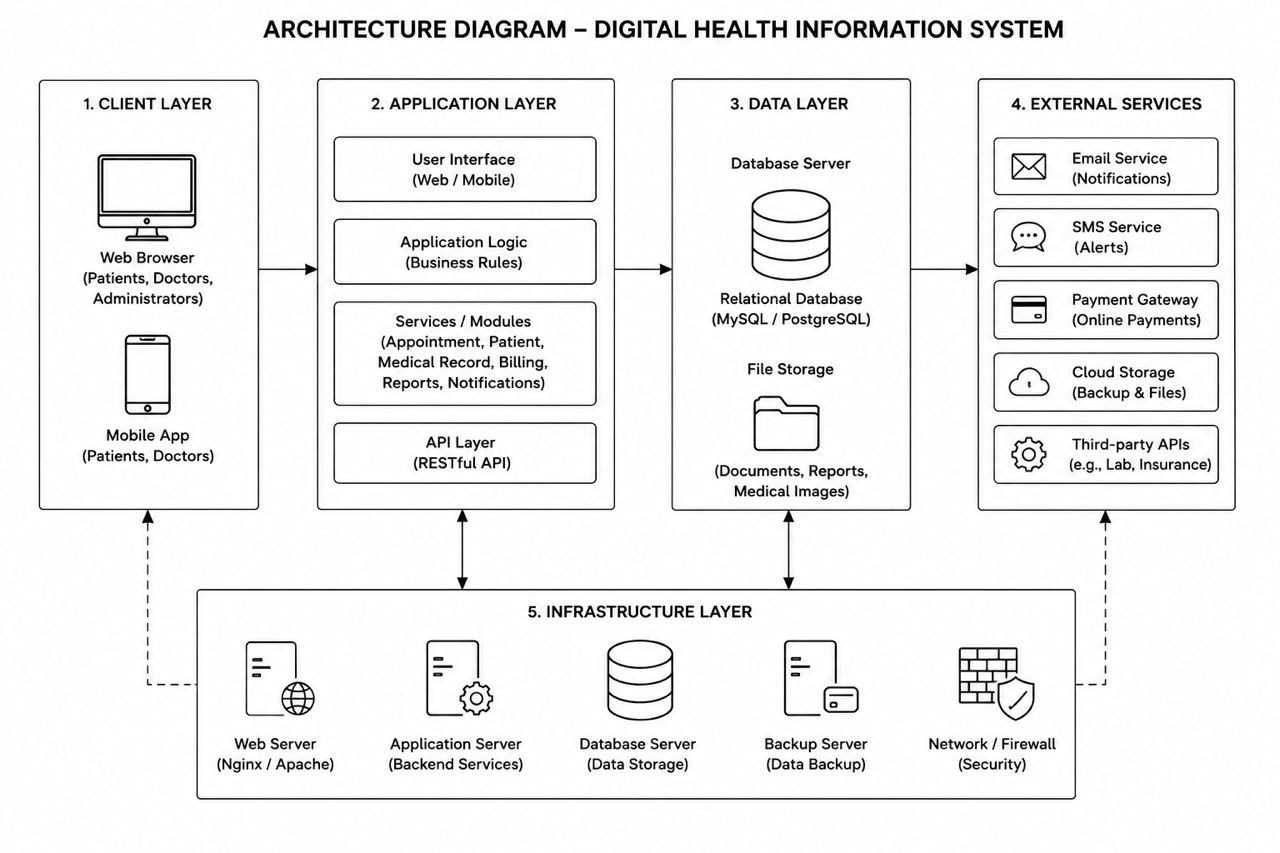 ARCHITECTURE DIAGRAM – DIGITAL HEALTH INFORMATION SYSTEM
1. CLIENT LAYER
Web Browser
(Patients, Doctors,
Administrators)
Mobile App
(Patients, Doctors)
2. APPLICATION LAYER
User Interface
(Web / Mobile)
Application Logic
(Business Rules)
Services / Modules
(Appointment, Patient,
Medical Record, Billing,
Reports, Notifications)
API Layer
(RESTful API)
3. DATA LAYER
Database Server
Relational Database
(MySQL / PostgreSQL)
File Storage
(Documents, Reports,
Medical Images)
4. EXTERNAL SERVICES
Email Service
(Notifications)
SMS Service
(Alerts)
Payment Gateway
(Online Payments)
Cloud Storage
(Backup & Files)
Third-party APIs
(e.g., Lab, Insurance)
5. INFRASTRUCTURE LAYER
Web Server
(Nginx / Apache)
Application Server
(Backend Services)
Database Server
(Data Storage)
Backup Server
(Data Backup)
Network / Firewall
(Security)